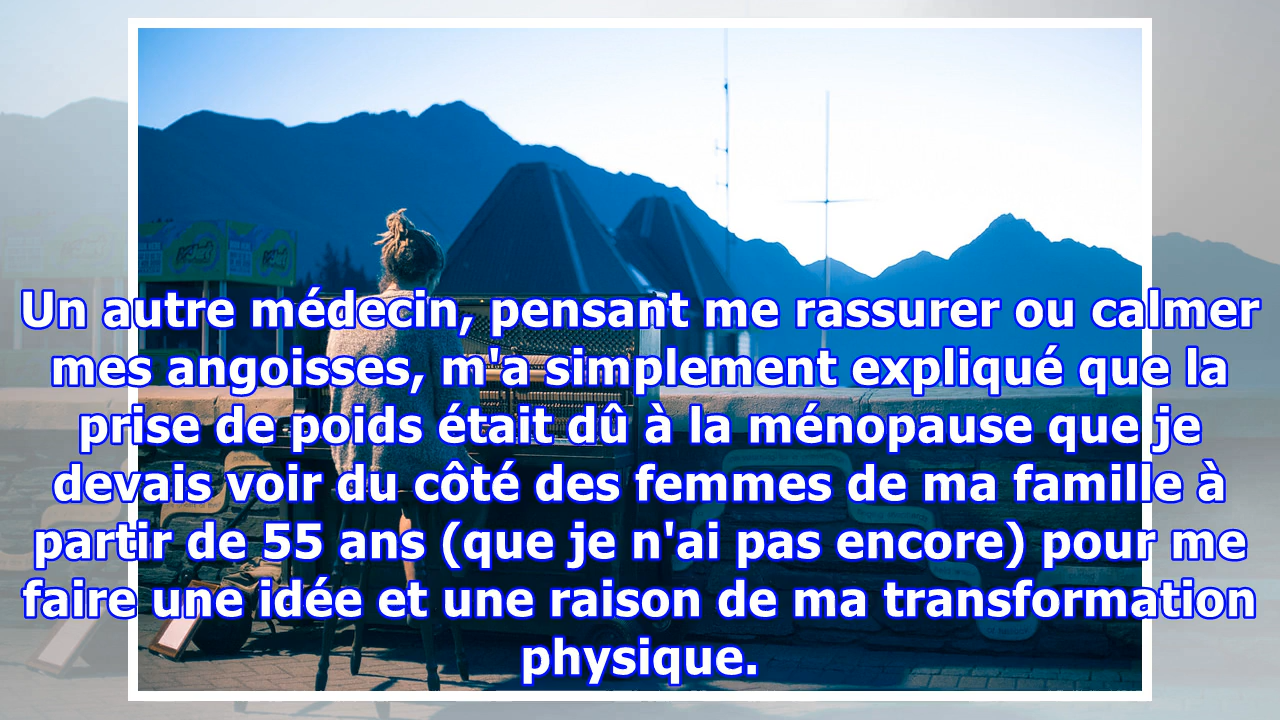 Un autre médecin, pensant me rassurer ou calmer
mes angoisses, m'a simplement expliqué que la
prise de poids était dû à la ménopause que je
devais voir du côté des femmes de ma famille à
partir de 55 ans (que je n'ai pas encore) pour me
faire une idée et une raison de ma transformation
physique.